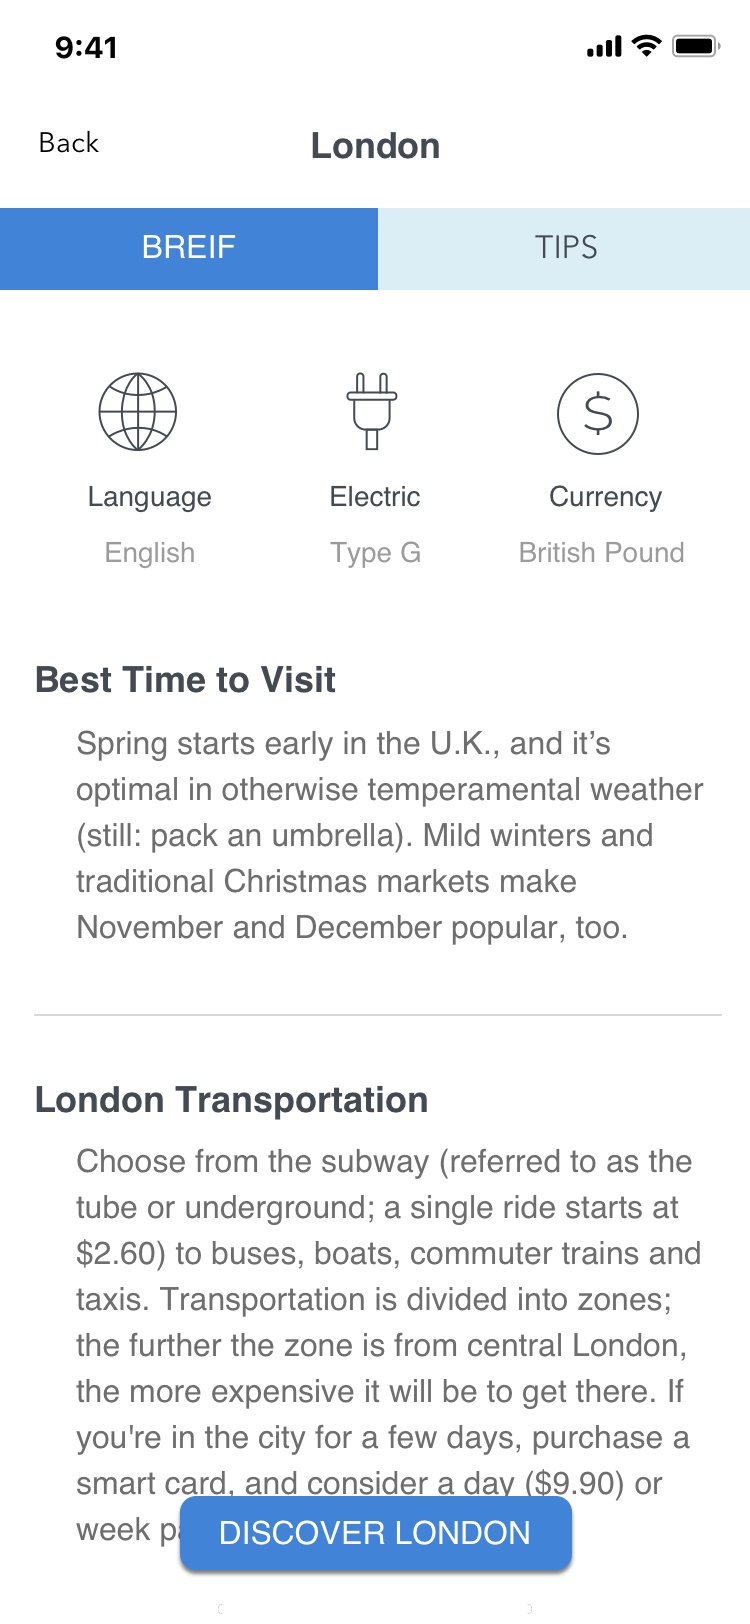 9:41
Back
London
BREIF
TIPS
$
Language
Electric
Currency
English
Type G
British Pound
Best Time to Visit
Spring starts early in the U.K., and it’s
optimal in otherwise temperamental weather
(still: pack an umbrella). Mild winters and
traditional Christmas markets make
November and December popular, too.
London Transportation
Choose from the subway (referred to as the
tube or underground; a single ride starts at
$2.60) to buses, boats, commuter trains and
taxis. Transportation is divided into zones;
the further the zone is from central London,
the more expensive it will be to get there. If
you're in the city for a few days, purchase a
smart card, and consider a day ($9.90) or
week
DISCOVER LONDON